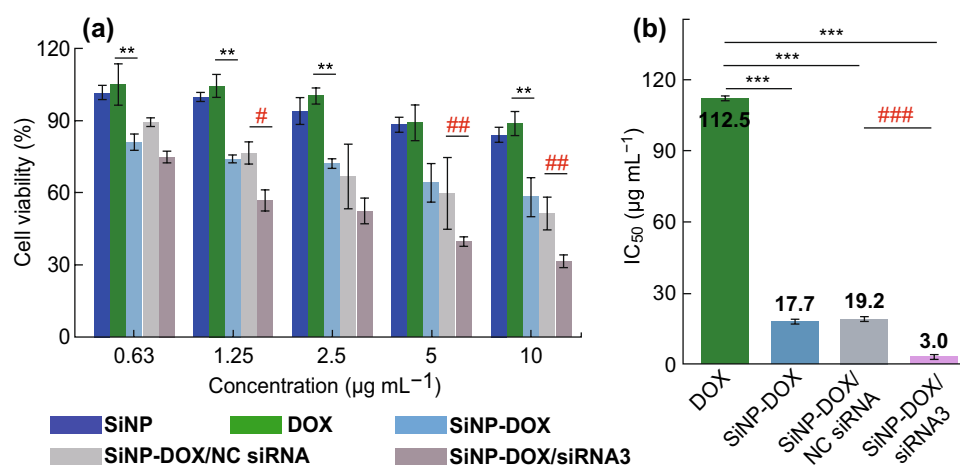 (a)
Cell viability (%)
120
90
60
30
0
**
**
**
**
#
##
##
0.63 1.25 2.5 5 10
Concentration (µg mL⁻¹)
SiNP DOX SiNP-DOX
SiNP-DOX/NC siRNA SiNP-DOX/siRNA3
(b)
IC₅₀ (µg mL⁻¹)
120
90
60
30
0
***
***
***
###
112.5
17.7
19.2
3.0
DOX
SiNP-DOX
SiNP-DOX/
NC siRNA
SiNP-DOX/
siRNA3